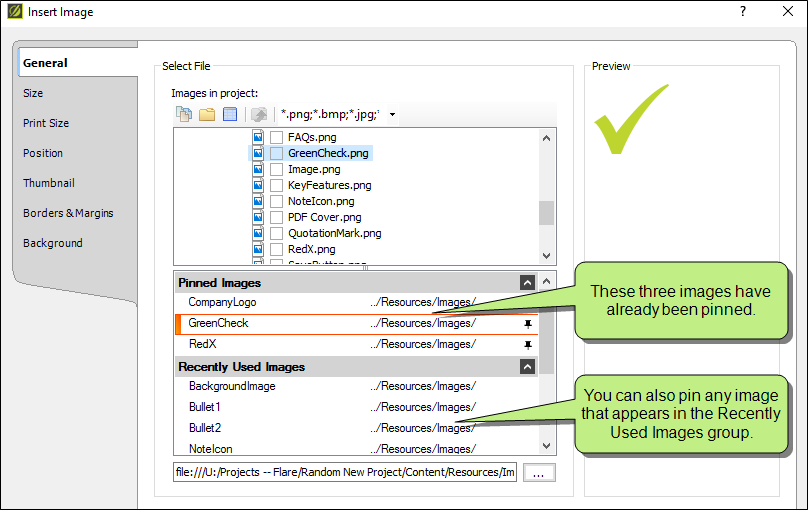 Insert Image
?
General
Size
Print Size
Position
Thumbnail
Borders & Margins
Background
Select File
Images in project:
*.png;*.bmp;*.jpg;*
FAQs.png
GreenCheck.png
Image.png
KeyFeatures.png
NoteIcon.png
PDF Cover.png
QuotationMark.png
RedX.png
SaveButton.png
Pinned Images
CompanyLogo ../Resources/Images/
GreenCheck ../Resources/Images/
RedX ../Resources/Images/
Recently Used Images
BackgroundImage ../Resources/Images/
Bullet1 ../Resources/Images/
Bullet2 ../Resources/Images/
NoteIcon ../Resources/Images/
file:///U:/Projects -- Flare/Random New Project/Content/Resources/Im
...
Preview
These three images have
already been pinned.
You can also pin any image
that appears in the Recently
Used Images group.